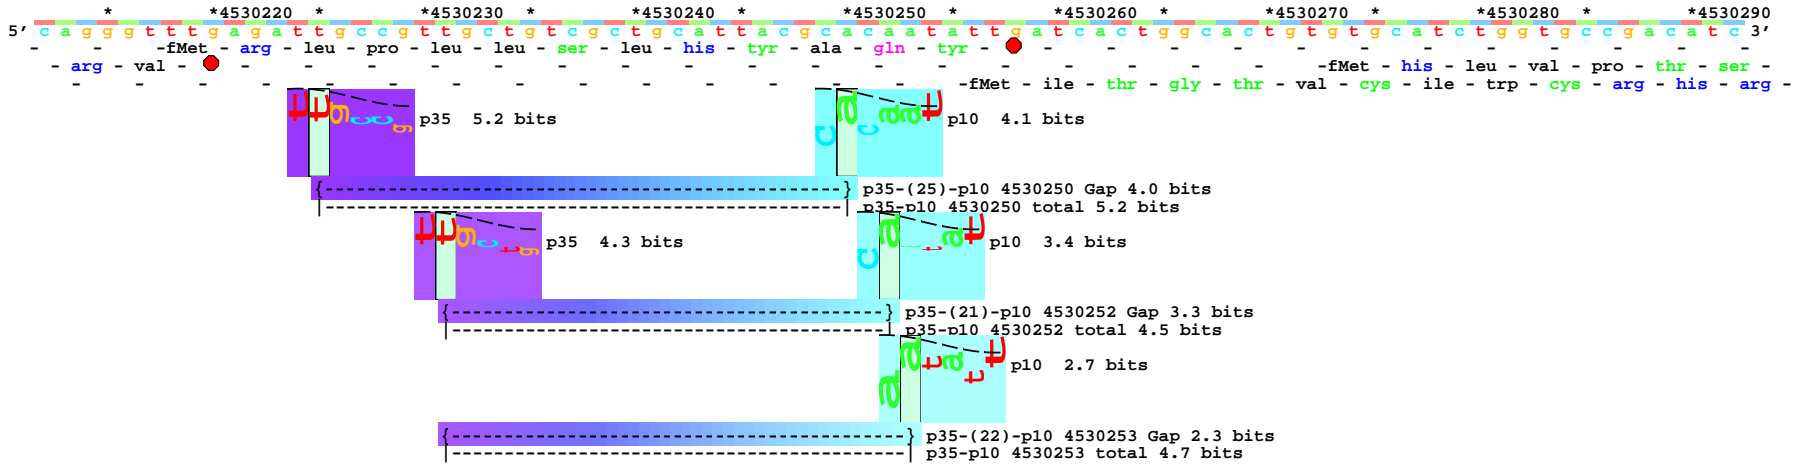 * *4530220 * *4530230 * *4530240 * *4530250 * *4530260 * *4530270 * *4530280 * *4530290
5' c a g g g t t t g a g a t t g c c g t t g c t g t c g c t g c a t t a c g c a c a a t a t t g a c a c t g g c a c t g t g t g c a t c t g g t g c c g a c a t c 3'
- - -fMet - arg - leu - pro - leu - leu - ser - leu - his - tyr - ala - gln - tyr - - - - - - - - - - - - -
- arg - val - - - - - - - - - - - - - - - - - - -fMet - his - leu - val - pro - thr - ser -
- - - - - - - - - - - - - - -fMet - ile - thr - gly - thr - val - cys - ile - trp - cys - arg - his - arg -
t t g c c g p35 5.2 bits c a c a a t p10 4.1 bits
{-------------------------------------------------} p35-(25)-p10 4530250 Gap 4.0 bits
|-------------------------------------------------| p35-p10 4530250 total 5.2 bits
t t g c t g p35 4.3 bits c a a t a t p10 3.4 bits
{-----------------------------------------} p35-(21)-p10 4530252 Gap 3.3 bits
|-----------------------------------------| p35-p10 4530252 total 4.5 bits
a a t a t t p10 2.7 bits
{-------------------------------------------} p35-(22)-p10 4530253 Gap 2.3 bits
|-------------------------------------------| p35-p10 4530253 total 4.7 bits